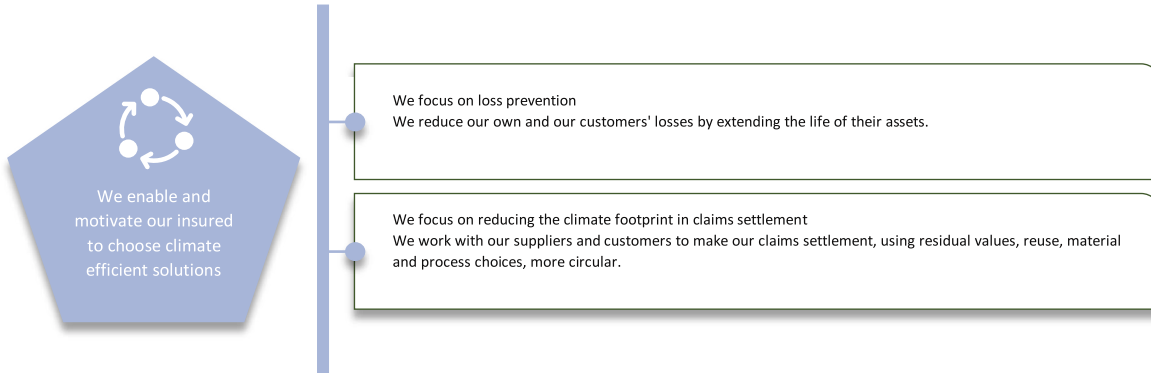 We enable and
motivate our insured
to choose climate
efficient solutions
We focus on loss prevention
We reduce our own and our customers' losses by extending the life of their assets.
We focus on reducing the climate footprint in claims settlement
We work with our suppliers and customers to make our claims settlement, using residual values, reuse, material
and process choices, more circular.